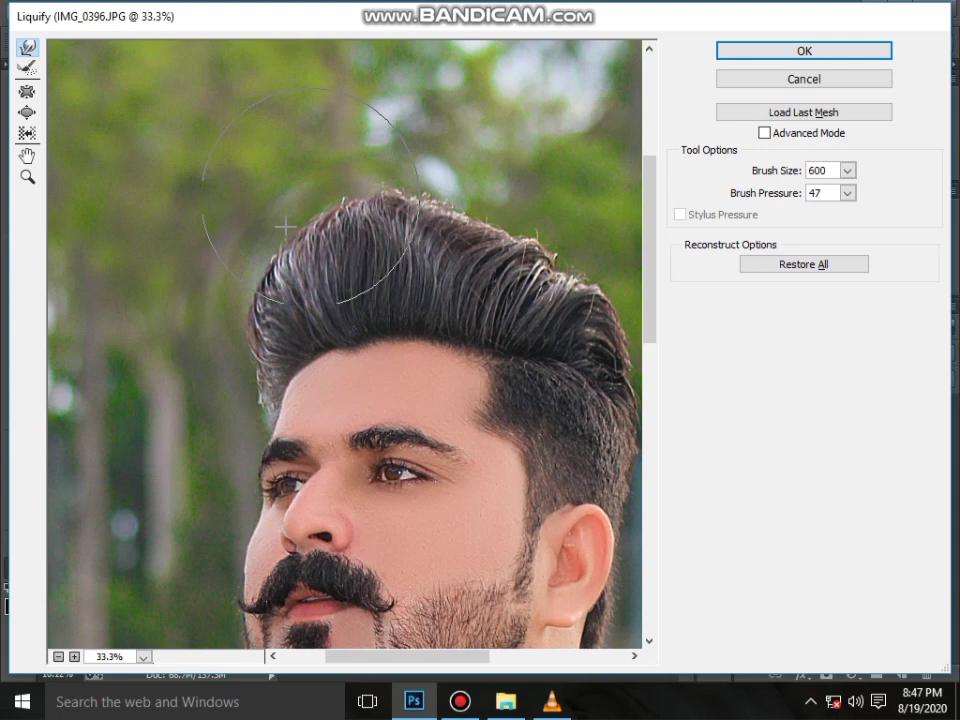 Liquify (IMG_0396.JPG @ 33.3%)
www.BANDICAM.com
OK
Cancel
Load Last Mesh
Advanced Mode
Tool Options
Brush Size: 600
Brush Pressure: 47
Stylus Pressure
Reconstruct Options
Restore All
33.3%
Search the web and Windows
Ps
8:47 PM
8/19/2020